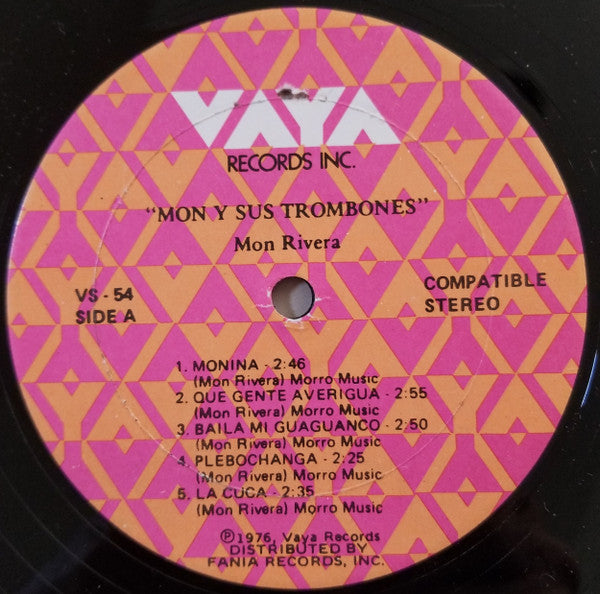 VAYA
RECORDS INC.
"MON Y SUS TROMBONES"
Mon Rivera
VS - 54
SIDE A
COMPATIBLE
STEREO
1. MONINA - 2:46
(Mon Rivera) Morro Music
2. QUE GENTE AVERIGUA - 2:55
(Mon Rivera) Morro Music
3. BAILA MI GUAGUANCO - 2:50
(Mon Rivera) Morro Music
4. PLEBOCHANGA - 2:25
(Mon Rivera) Morro Music
5. LA CUCA - 2:35
(Mon Rivera) Morro Music
℗1976, Vaya Records
DISTRIBUTED BY
FANIA RECORDS, INC.